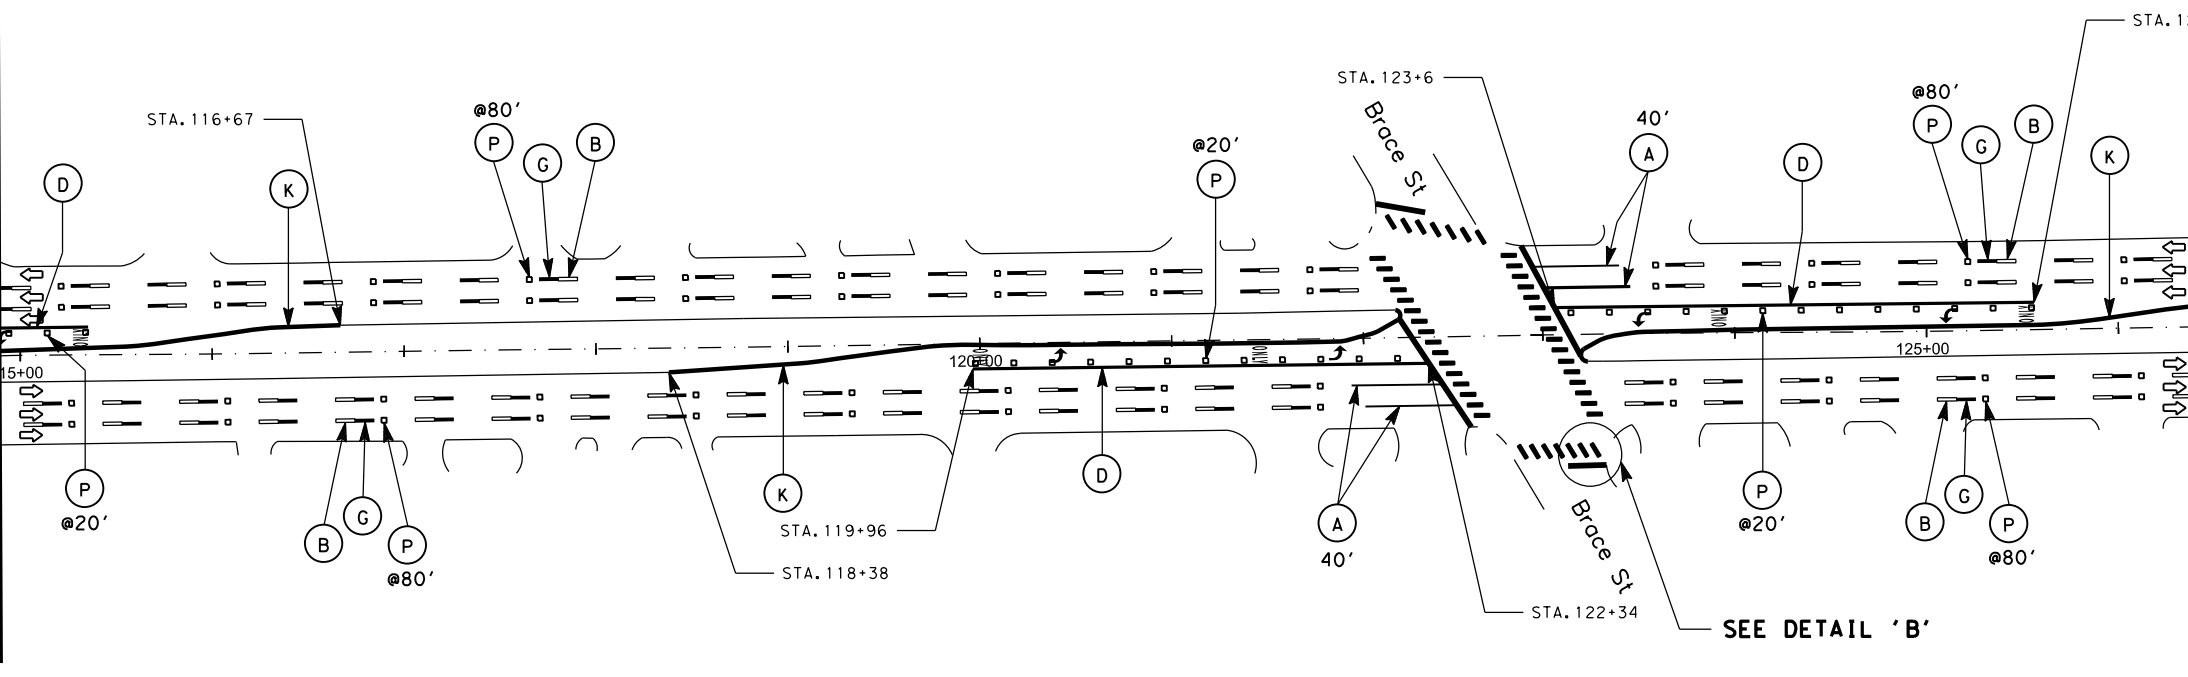 STA.123+6
@80'
@80'
40'
STA.116+67
P
B
P
B
G
@20'
Brace St
A
G
K
D
G
K
P
D
D
K
ONLY
ONLY
ONLY
ONLY
ONLY
15+00
120+00
125+00
P
@20'
B
G
P
@80'
K
D
A
40'
P
@20'
B
G
P
@80'
STA.119+96
STA.118+38
Brace St
STA.122+34
SEE DETAIL 'B'